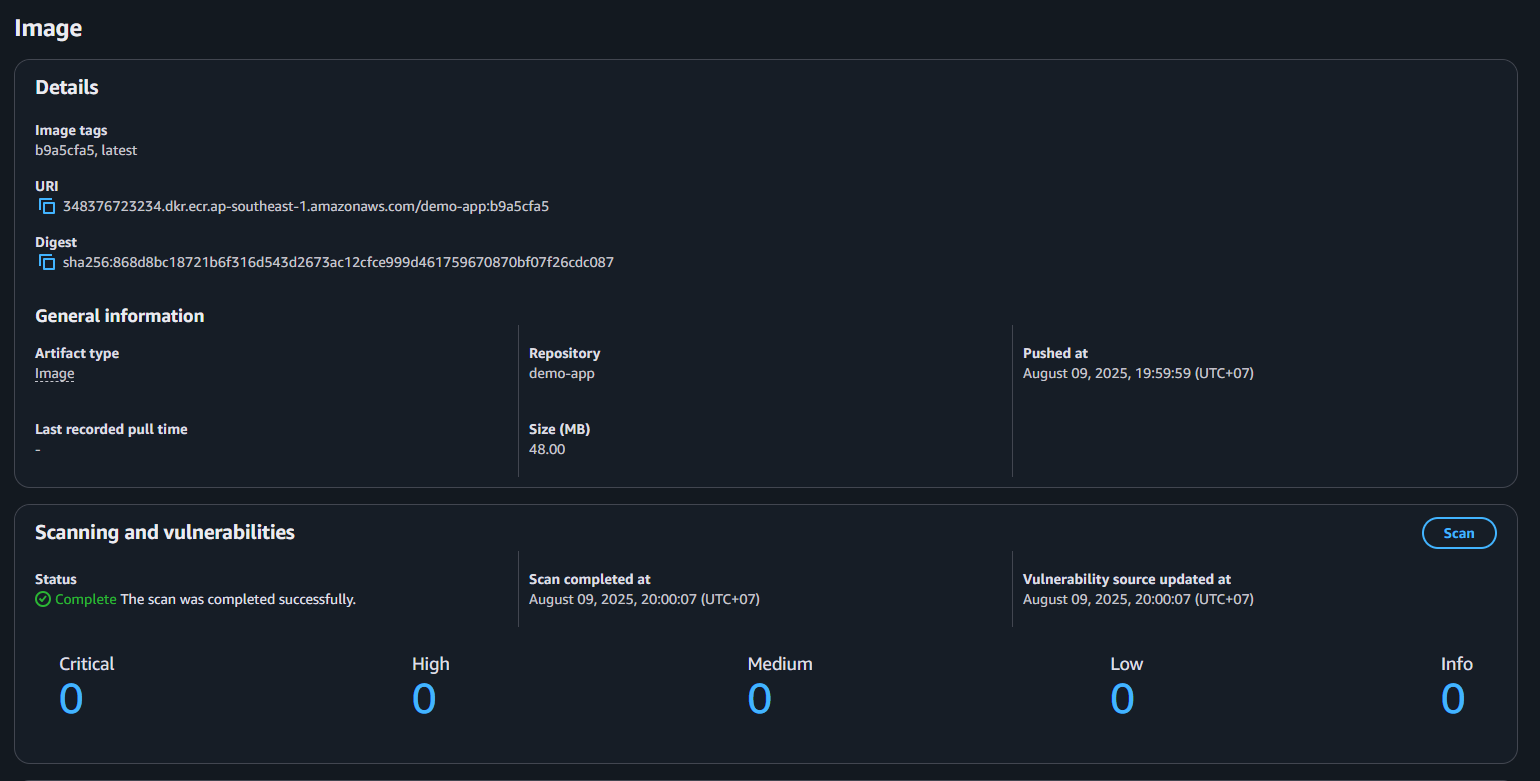 Image
Details
Image tags
b9a5cfa5, latest
URI
348376723234.dkr.ecr.ap-southeast-1.amazonaws.com/demo-app:b9a5cfa5
Digest
sha256:868d8bc18721b6f316d543d2673ac12cfce999d461759670870bf07f26cdc087
General information
Artifact type
Image
Repository
demo-app
Pushed at
August 09, 2025, 19:59:59 (UTC+07)
Last recorded pull time
-
Size (MB)
48.00
Scanning and vulnerabilities
Scan
Status
Complete The scan was completed successfully.
Scan completed at
August 09, 2025, 20:00:07 (UTC+07)
Vulnerability source updated at
August 09, 2025, 20:00:07 (UTC+07)
Critical
0
High
0
Medium
0
Low
0
Info
0